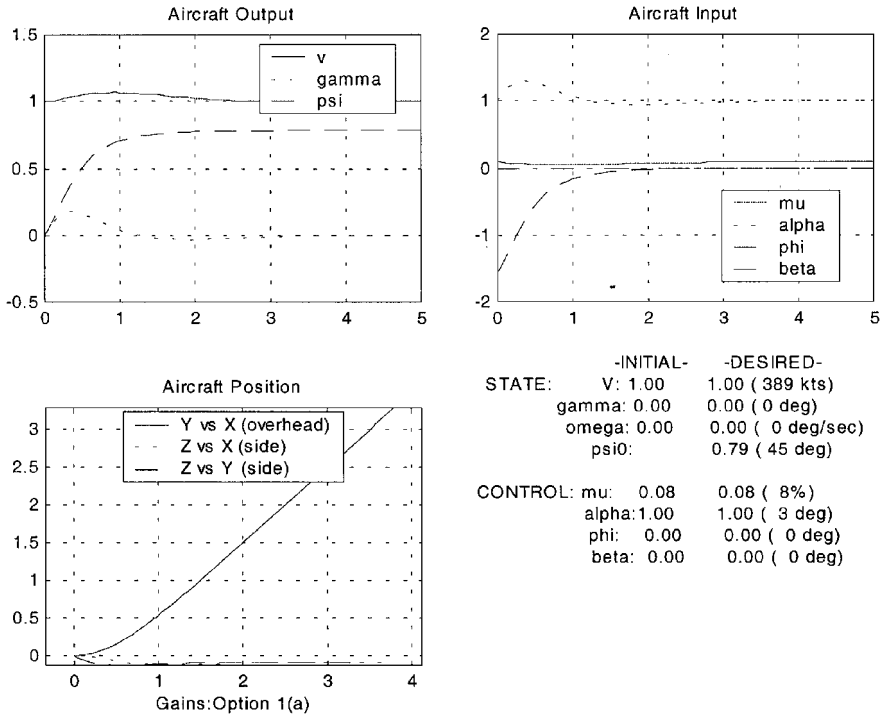 Aircraft Output
1.5
1
0.5
0
-0.5
0 1 2 3 4 5
v
gamma
psi
Aircraft Input
2
1
0
-1
-2
0 1 2 3 4 5
mu
alpha
phi
beta
Aircraft Position
3
2.5
2
1.5
1
0.5
0
0 1 2 3 4
Y vs X (overhead)
Z vs X (side)
Z vs Y (side)
Gains:Option 1(a)
-INITIAL- -DESIRED-
STATE: V: 1.00 1.00 ( 389 kts)
gamma: 0.00 0.00 ( 0 deg)
omega: 0.00 0.00 ( 0 deg/sec)
psi0: 0.79 ( 45 deg)
CONTROL: mu: 0.08 0.08 ( 8%)
alpha:1.00 1.00 ( 3 deg)
phi: 0.00 0.00 ( 0 deg)
beta: 0.00 0.00 ( 0 deg)